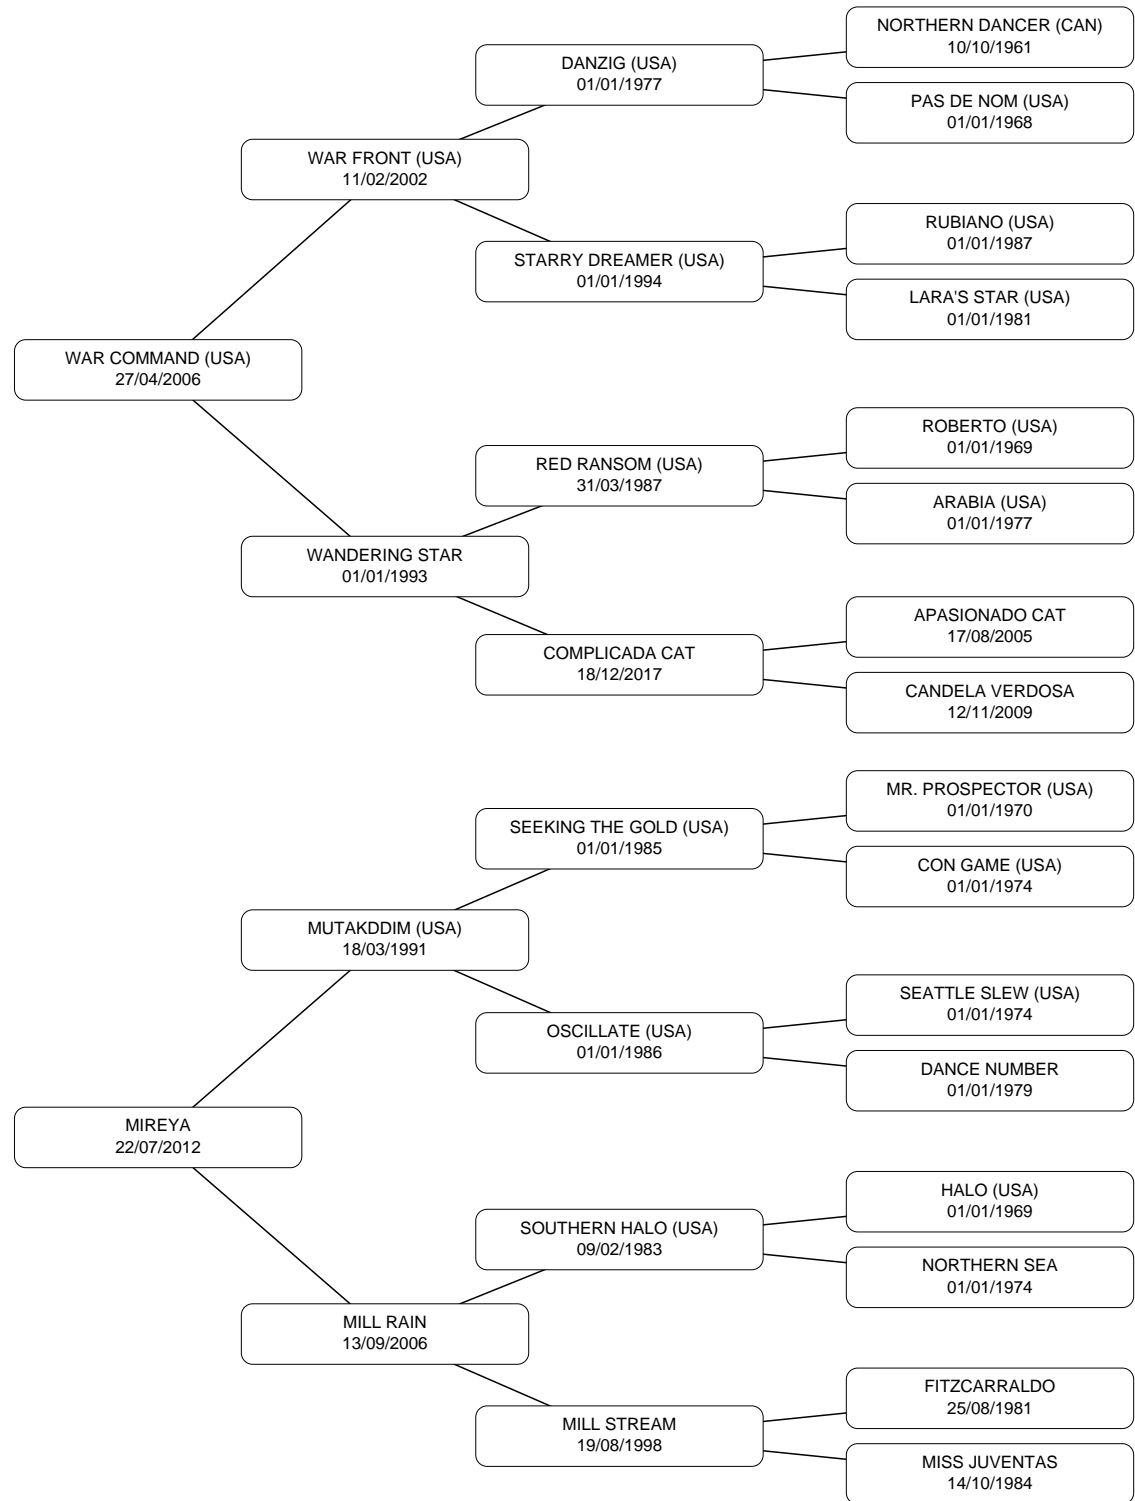 NORTHERN DANCER (CAN)
10/10/1961
DANZIG (USA)
01/01/1977
PAS DE NOM (USA)
01/01/1968
WAR FRONT (USA)
11/02/2002
RUBIANO (USA)
01/01/1987
STARRY DREAMER (USA)
01/01/1994
LARA'S STAR (USA)
01/01/1981
WAR COMMAND (USA)
27/04/2006
ROBERTO (USA)
01/01/1969
RED RANSOM (USA)
31/03/1987
ARABIA (USA)
01/01/1977
WANDERING STAR
01/01/1993
APASIONADO CAT
17/08/2005
COMPLICADA CAT
18/12/2017
CANDELA VERDOSA
12/11/2009
MR. PROSPECTOR (USA)
01/01/1970
SEEKING THE GOLD (USA)
01/01/1985
CON GAME (USA)
01/01/1974
MUTAKDDIM (USA)
18/03/1991
SEATTLE SLEW (USA)
01/01/1974
OSCILLATE (USA)
01/01/1986
DANCE NUMBER
01/01/1979
MIREYA
22/07/2012
HALO (USA)
01/01/1969
SOUTHERN HALO (USA)
09/02/1983
NORTHERN SEA
01/01/1974
MILL RAIN
13/09/2006
FITZCARRALDO
25/08/1981
MILL STREAM
19/08/1998
MISS JUVENTAS
14/10/1984